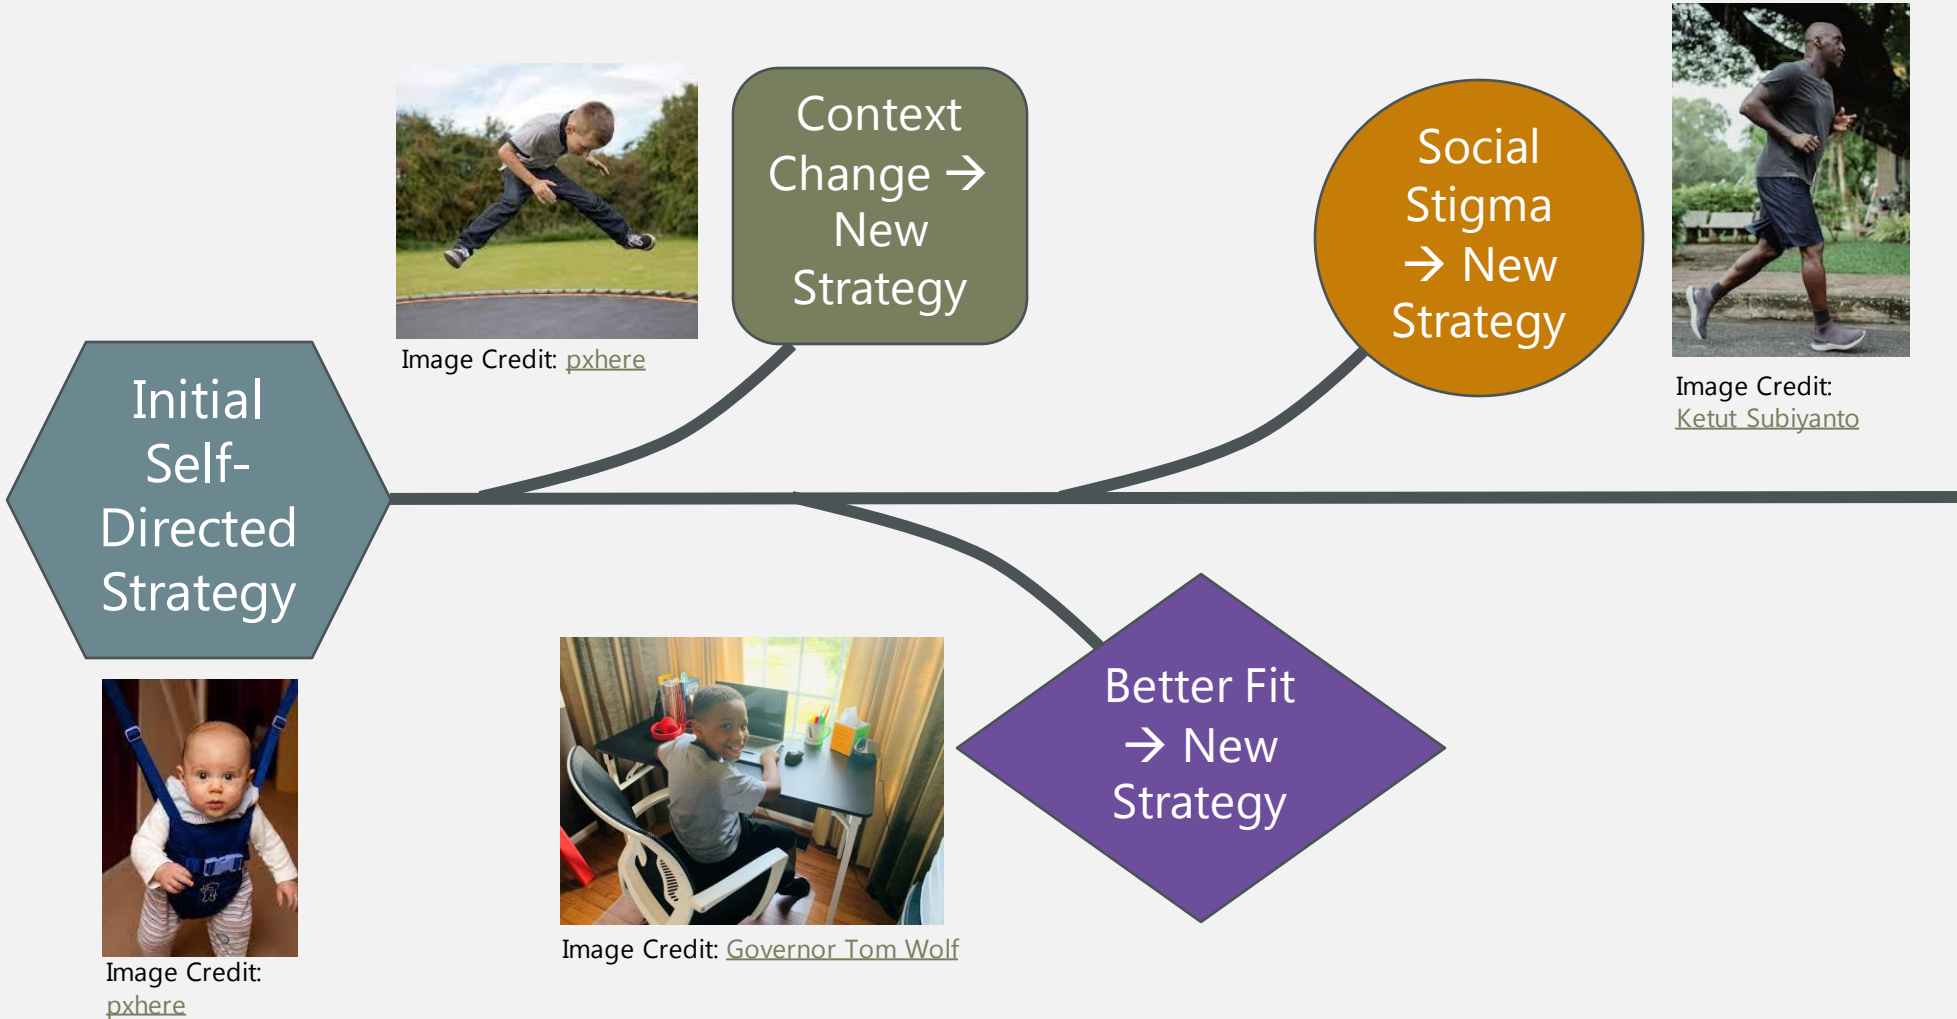 Initial
Self-
Directed
Strategy
Image Credit:
pxhere
Image Credit: pxhere
Context
Change →
New
Strategy
Image Credit: Governor Tom Wolf
Better Fit
→ New
Strategy
Social
Stigma
→ New
Strategy
Image Credit:
Ketut Subiyanto